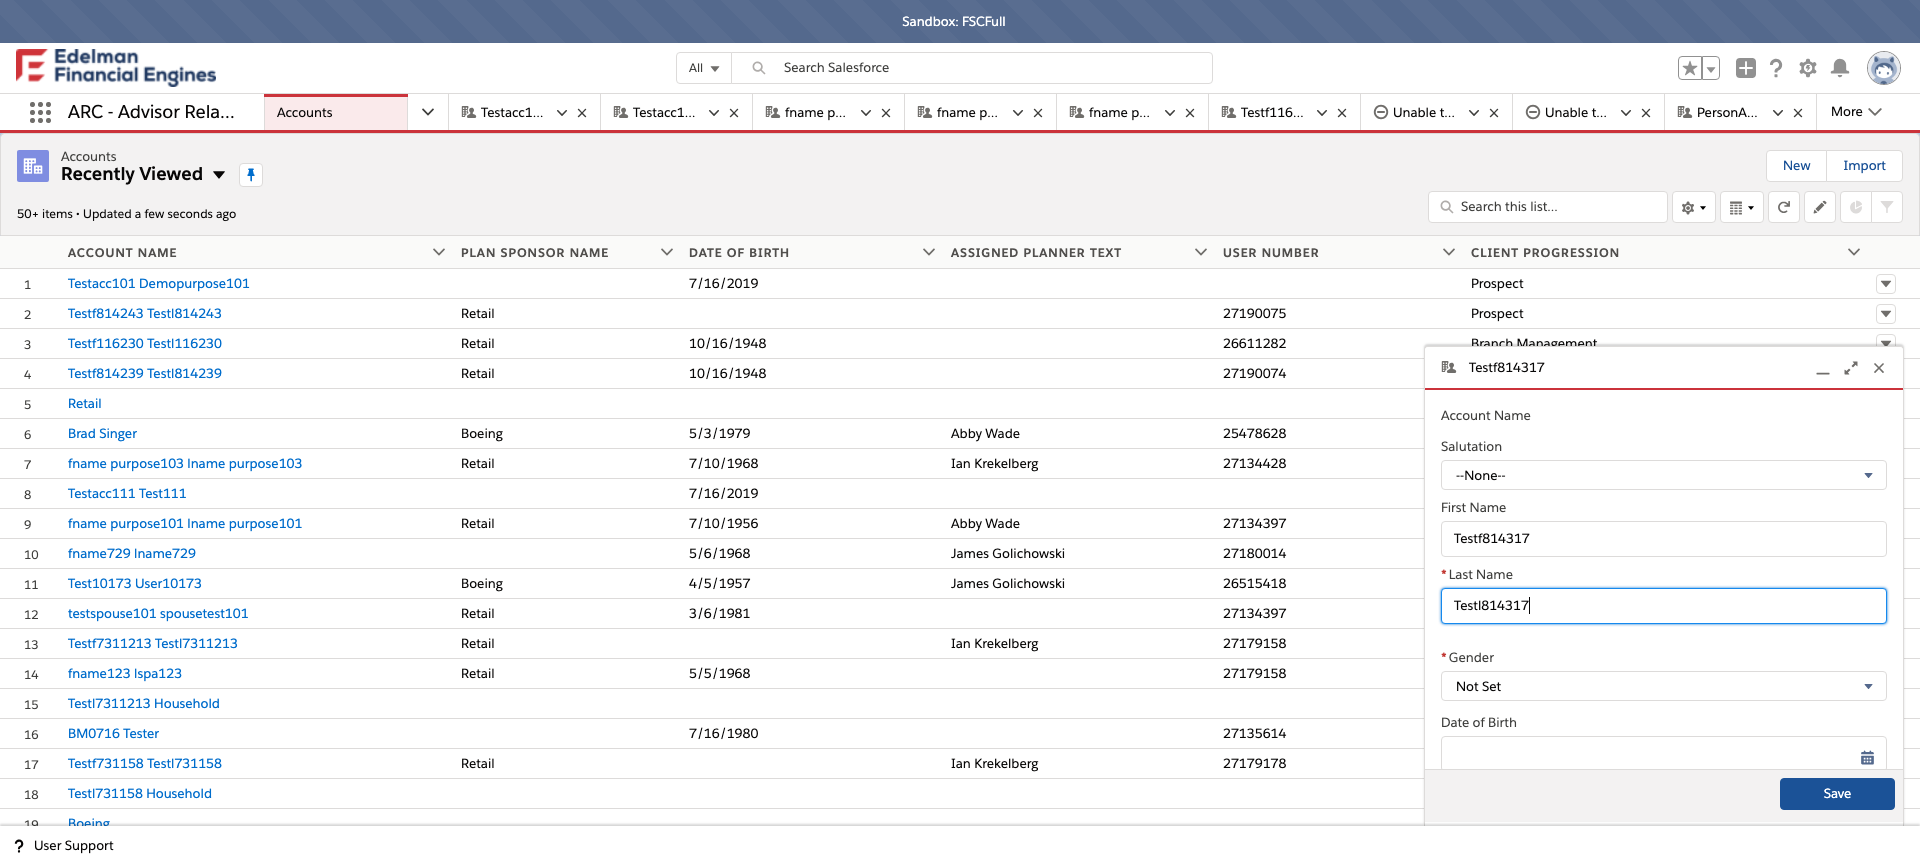 Sandbox: FSCFull
Edelman
Financial Engines
All
Search Salesforce
ARC - Advisor Rela...
Accounts
Testacc1...
Testacc1...
fname p...
fname p...
fname p...
Testf116...
Unable t...
Unable t...
PersonA...
More
Accounts
Recently Viewed
New
Import
50+ items • Updated a few seconds ago
Search this list...
ACCOUNT NAME PLAN SPONSOR NAME DATE OF BIRTH ASSIGNED PLANNER TEXT USER NUMBER CLIENT PROGRESSION
1 Testacc101 Demopurpose101 7/16/2019 Prospect
2 Testf814243 Testl814243 Retail 27190075 Prospect
3 Testf116230 Testl116230 Retail 10/16/1948 26611282 Branch Management
4 Testf814239 Testl814239 Retail 10/16/1948 27190074
5 Retail
6 Brad Singer Boeing 5/3/1979 Abby Wade 25478628
7 fname purpose103 lname purpose103 Retail 7/10/1968 Ian Krekelberg 27134428
8 Testacc111 Test111 7/16/2019
9 fname purpose101 lname purpose101 Retail 7/10/1956 Abby Wade 27134397
10 fname729 lname729 5/6/1968 James Golichowski 27180014
11 Test10173 User10173 Boeing 4/5/1957 James Golichowski 26515418
12 testspouse101 spousetest101 Retail 3/6/1981 27134397
13 Testf7311213 Testl7311213 Retail Ian Krekelberg 27179158
14 fname123 lspa123 Retail 5/5/1968 27179158
15 Testl7311213 Household
16 BM0716 Tester 7/16/1980 27135614
17 Testf731158 Testl731158 Retail Ian Krekelberg 27179178
18 Testl731158 Household
19 Boeing
Testf814317
Account Name
Salutation
--None--
First Name
Testf814317
*Last Name
Testl814317
*Gender
Not Set
Date of Birth
Save
? User Support